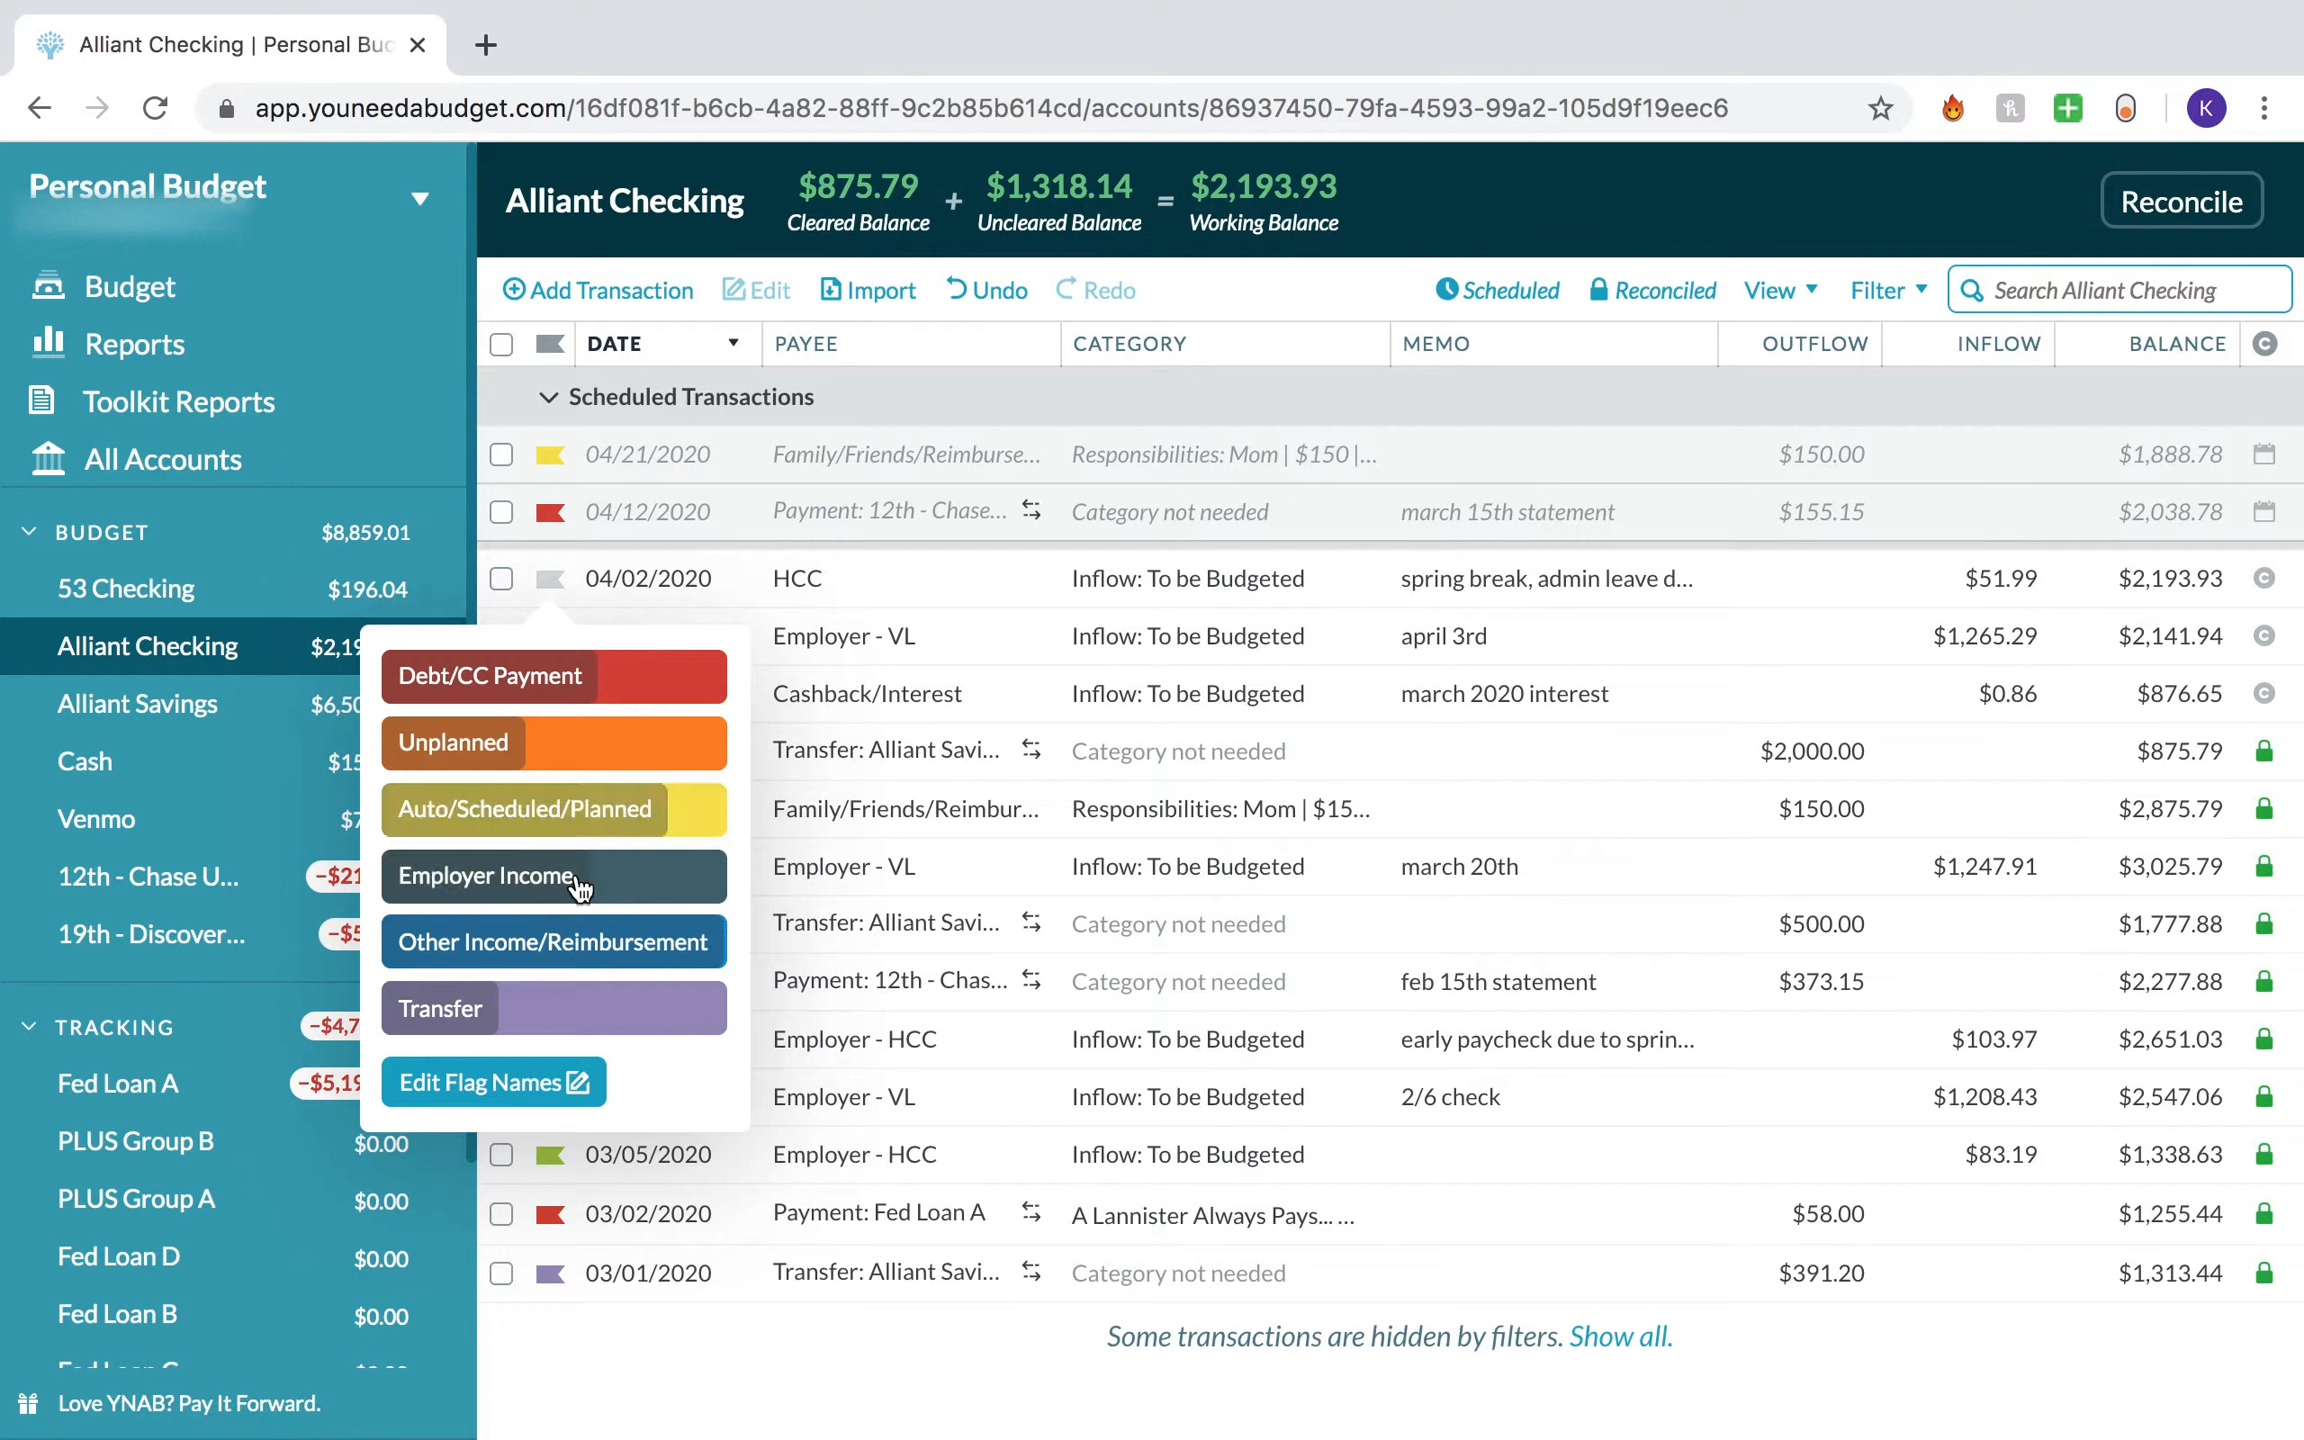 Alliant Checking | Personal Buc
app.youneedabudget.com/16df081f-b6cb-4a82-88ff-9c2b85b614cd/accounts/86937450-79fa-4593-99a2-105d9f19eec6
K
Personal Budget
Budget
Reports
Toolkit Reports
All Accounts
BUDGET $8,859.01
53 Checking $196.04
Alliant Checking $2,19
Alliant Savings $6,50
Cash $15
Venmo $7
12th - Chase U... -$21
19th - Discover... -$5
TRACKING -$4,7
Fed Loan A -$5,19
PLUS Group B $0.00
PLUS Group A $0.00
Fed Loan D $0.00
Fed Loan B $0.00
Love YNAB? Pay It Forward.
Alliant Checking
$875.79 + $1,318.14 = $2,193.93
Cleared Balance Uncleared Balance Working Balance
Reconcile
Add Transaction Edit Import Undo Redo Scheduled Reconciled View Filter Search Alliant Checking
DATE PAYEE CATEGORY MEMO OUTFLOW INFLOW BALANCE C
Scheduled Transactions
04/21/2020 Family/Friends/Reimburse... Responsibilities: Mom | $150 |... $150.00 $1,888.78
04/12/2020 Payment: 12th - Chase... Category not needed march 15th statement $155.15 $2,038.78
04/02/2020 HCC Inflow: To be Budgeted spring break, admin leave d... $51.99 $2,193.93 C
Employer - VL Inflow: To be Budgeted april 3rd $1,265.29 $2,141.94 C
Cashback/Interest Inflow: To be Budgeted march 2020 interest $0.86 $876.65 C
Transfer: Alliant Savi... Category not needed $2,000.00 $875.79
Family/Friends/Reimbur... Responsibilities: Mom | $15... $150.00 $2,875.79
Employer - VL Inflow: To be Budgeted march 20th $1,247.91 $3,025.79
Transfer: Alliant Savi... Category not needed $500.00 $1,777.88
Payment: 12th - Chas... Category not needed feb 15th statement $373.15 $2,277.88
Employer - HCC Inflow: To be Budgeted early paycheck due to sprin... $103.97 $2,651.03
Employer - VL Inflow: To be Budgeted 2/6 check $1,208.43 $2,547.06
03/05/2020 Employer - HCC Inflow: To be Budgeted $83.19 $1,338.63
03/02/2020 Payment: Fed Loan A A Lannister Always Pays... ... $58.00 $1,255.44
03/01/2020 Transfer: Alliant Savi... Category not needed $391.20 $1,313.44
Some transactions are hidden by filters. Show all.
Debt/CC Payment
Unplanned
Auto/Scheduled/Planned
Employer Income
Other Income/Reimbursement
Transfer
Edit Flag Names